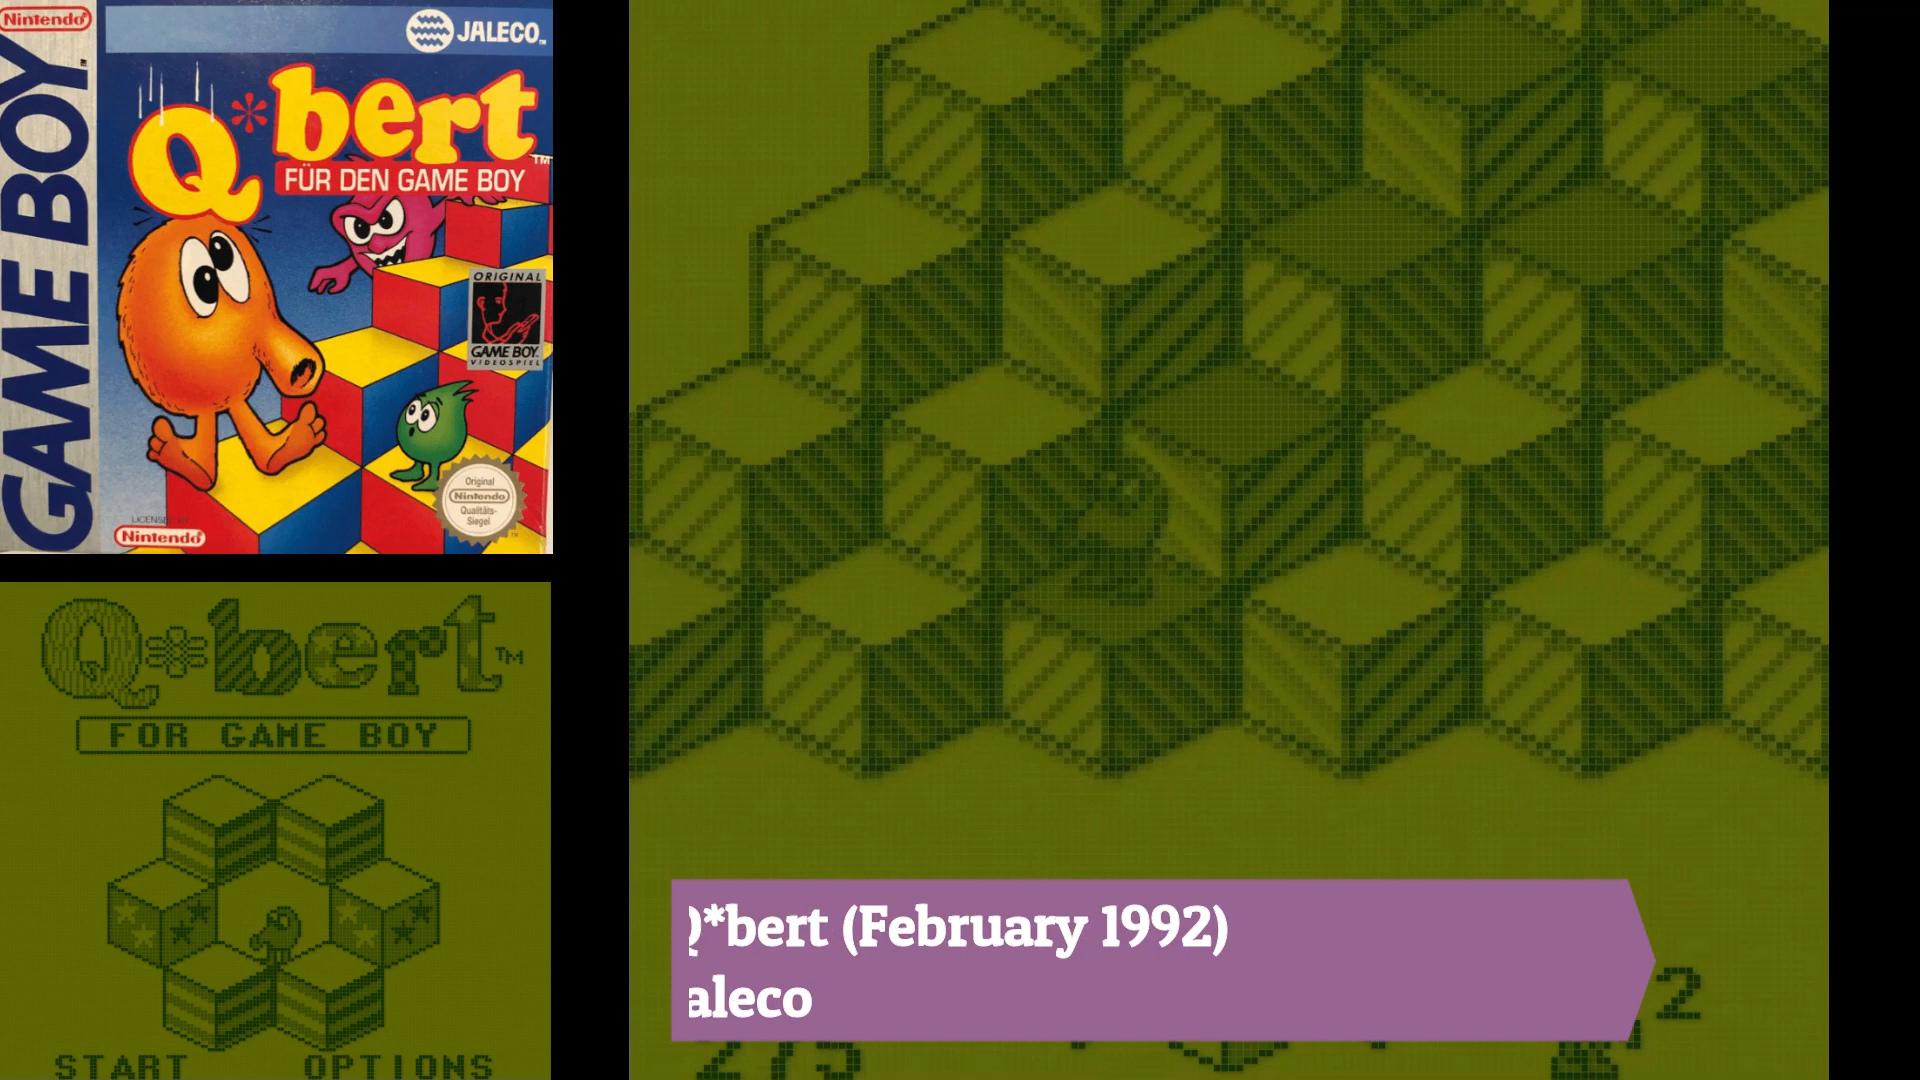 Nintendo
GAME BOY
JALECO
Q*bert
FÜR DEN GAME BOY
ORIGINAL
GAME BOY
VIDEOSPIEL
Original
Nintendo
Qualitäts-
Siegel
Nintendo
Q*bert TM
FOR GAME BOY
START OPTIONS
*bert (February 1992)
aleco
2